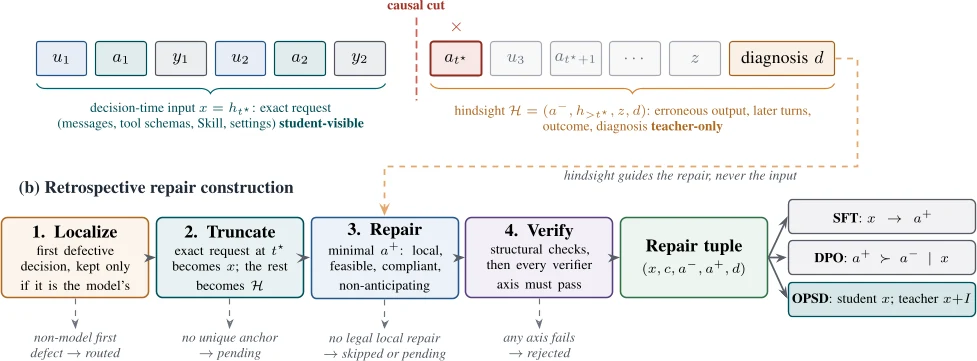 causal cut
×
u₁ a₁ y₁ u₂ a₂ y₂ aₜ⋆ u₃ aₜ⋆₊₁ ⋯ z diagnosis d
decision-time input x = hₜ⋆: exact request
(messages, tool schemas, Skill, settings) student-visible
hindsight ℋ = (a⁻, h>ₜ⋆, z, d): erroneous output, later turns,
outcome, diagnosis teacher-only
hindsight guides the repair, never the input
(b) Retrospective repair construction
1. Localize
first defective
decision, kept only
if it is the model's
2. Truncate
exact request at t⋆
becomes x; the rest
becomes ℋ
3. Repair
minimal a⁺: local,
feasible, compliant,
non-anticipating
4. Verify
structural checks,
then every verifier
axis must pass
Repair tuple
(x, c, a⁻, a⁺, d)
SFT: x → a⁺
DPO: a⁺ ≻ a⁻ | x
OPSD: student x; teacher x+I
non-model first
defect → routed
no unique anchor
→ pending
no legal local repair
→ skipped or pending
any axis fails
→ rejected